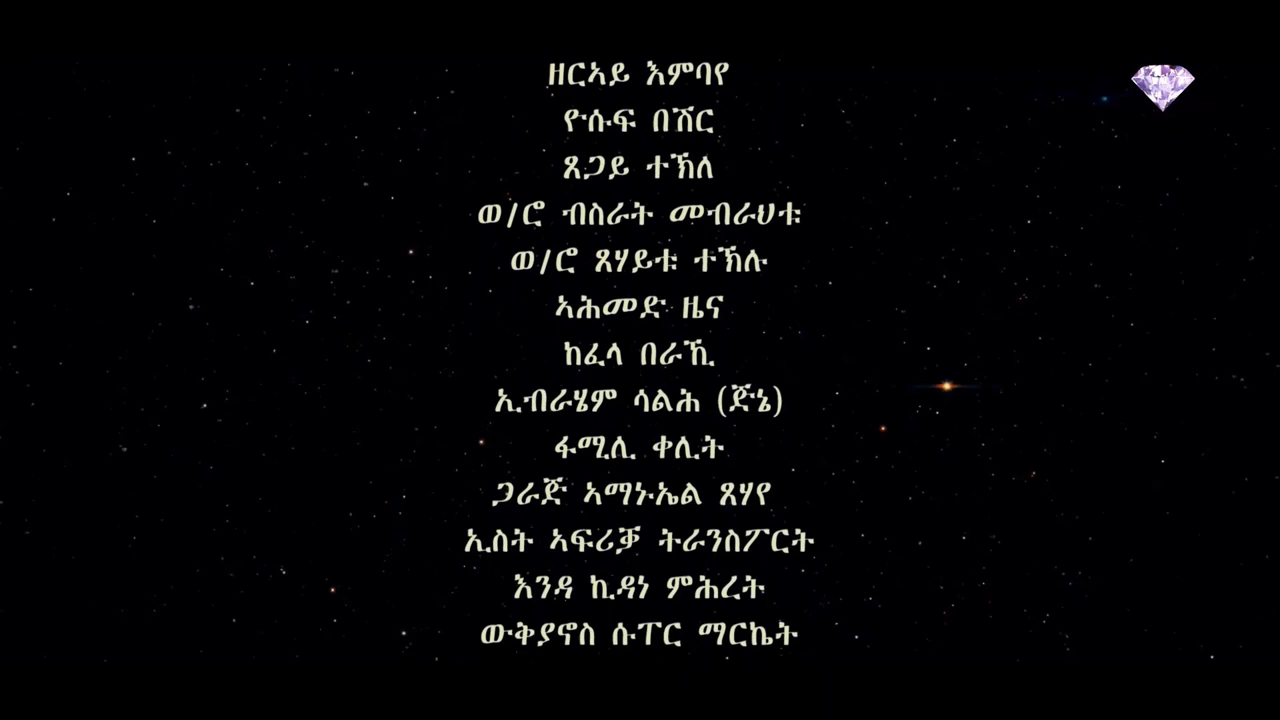 ዘርኣይ እምባየ
ዮሱፍ በሽር
ጸጋይ ተኽለ
ወ/ሮ ብስራት መብራህቱ
ወ/ሮ ጸሃይቱ ተኽሉ
ኣሕመድ ዜና
ከፈላ በራኺ
ኢብራሄም ሳልሕ (ጅኔ)
ፋሚሊ ቀሊት
ጋራጅ ኣማኑኤል ጸሃየ
ኢስት ኣፍሪቓ ትራንስፖርት
እንዳ ኪዳነ ምሕረት
ውቅያኖስ ሱፐር ማርኬት